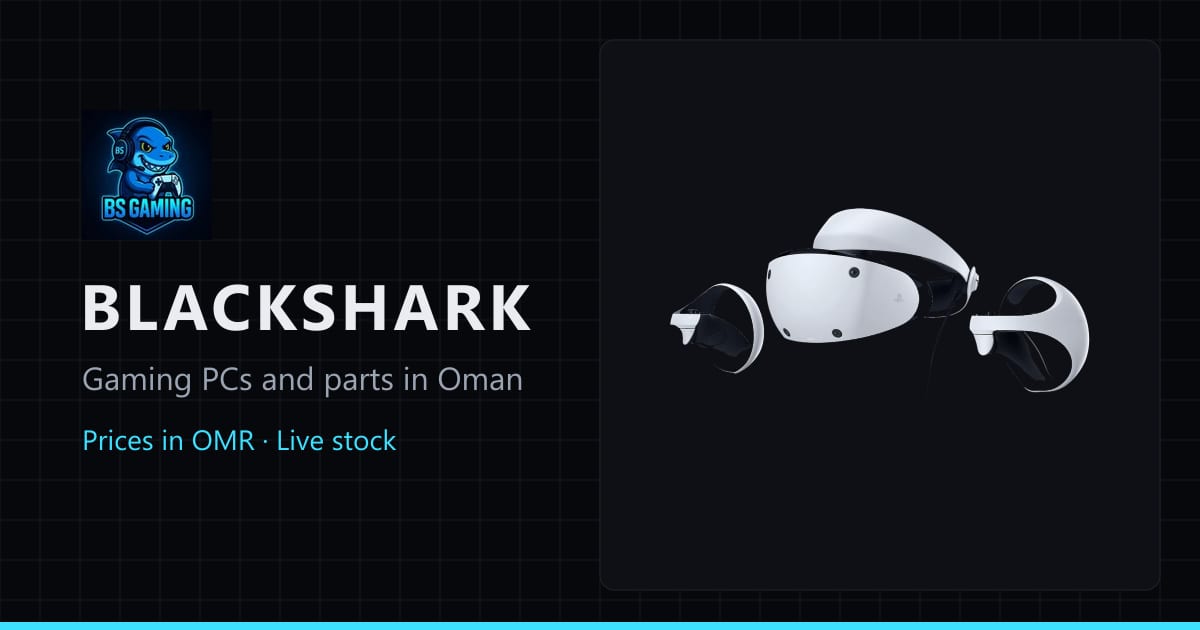 BS
BS GAMING
BLACKSHARK
Gaming PCs and parts in Oman
Prices in OMR · Live stock